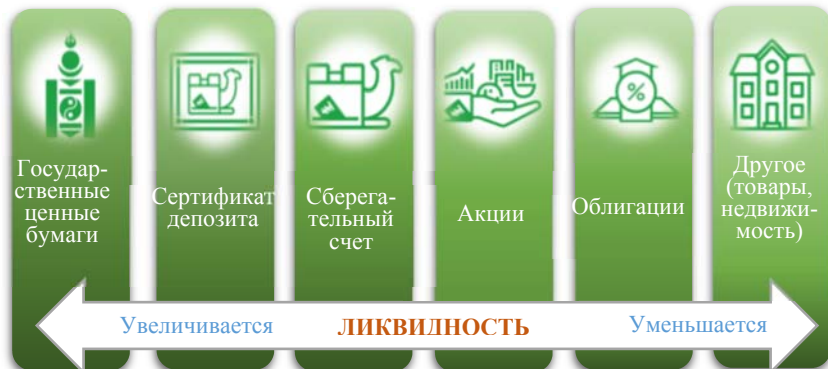 Государ-
ственные
ценные
бумаги
Сертификат
депозита
Сберега-
тельный
счет
Акции
%
Облигации
Другое
(товары,
недвижи-
мость)
Увеличивается
ЛИКВИДНОСТЬ
Уменьшается